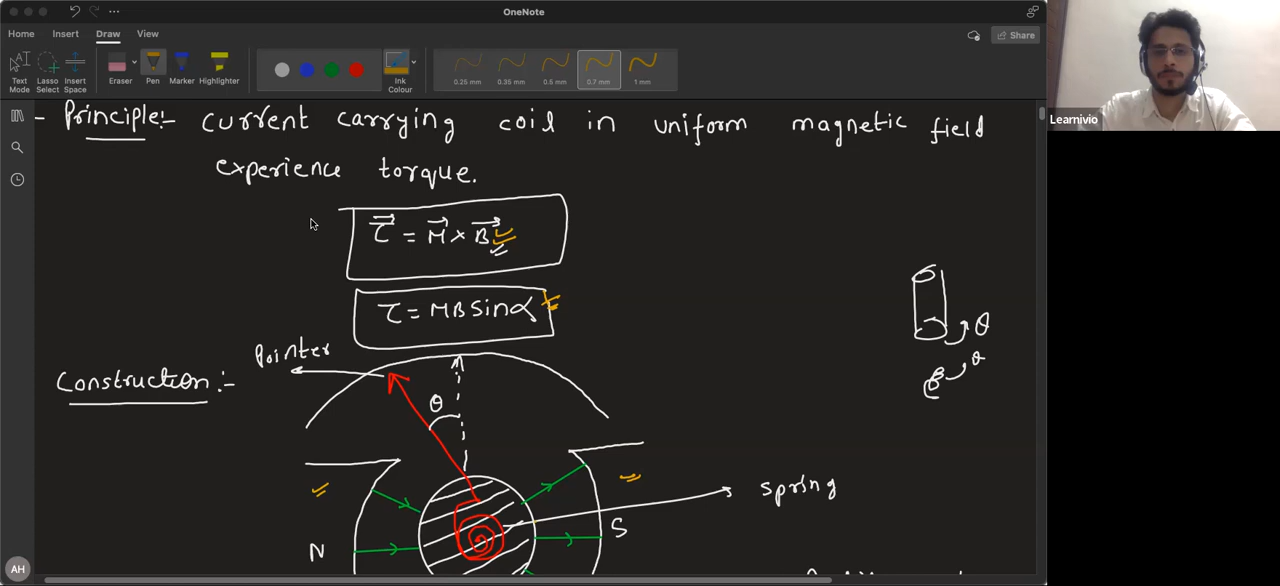 OneNote
Home Insert Draw View
Share
Text Mode
Lasso Select
Insert Space
Eraser
Pen
Marker
Highlighter
Ink Colour
0.25 mm
0.35 mm
0.5 mm
0.7 mm
1 mm
Learnivio
- Principle:- current carrying coil in uniform magnetic field
experience torque.
τ⃗ = M⃗ × B⃗
τ = MB sin α
θ
θ
Pointer
Construction:-
θ
spring
N
S
AH